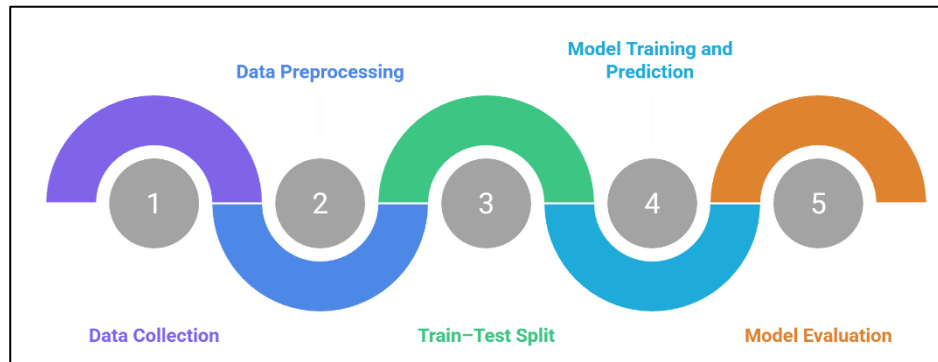 Model Training and
Prediction
Data Preprocessing
1
2
3
4
5
Data Collection
Train–Test Split
Model Evaluation